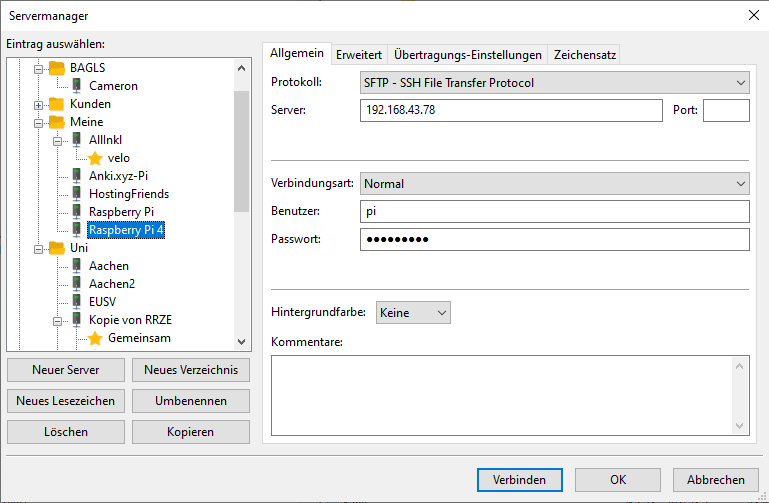 Servermanager
Eintrag auswählen:
BAGLS
Cameron
Kunden
Meine
AllInkl
velo
Anki.xyz-Pi
HostingFriends
Raspberry Pi
Raspberry Pi 4
Uni
Aachen
Aachen2
EUSV
Kopie von RRZE
Gemeinsam
Neuer Server
Neues Verzeichnis
Neues Lesezeichen
Umbenennen
Löschen
Kopieren
Allgemein
Erweitert
Übertragungs-Einstellungen
Zeichensatz
Protokoll:
SFTP - SSH File Transfer Protocol
Server:
192.168.43.78
Port:
Verbindungsart:
Normal
Benutzer:
pi
Passwort:
●●●●●●●●●
Hintergrundfarbe:
Keine
Kommentare:
Verbinden
OK
Abbrechen